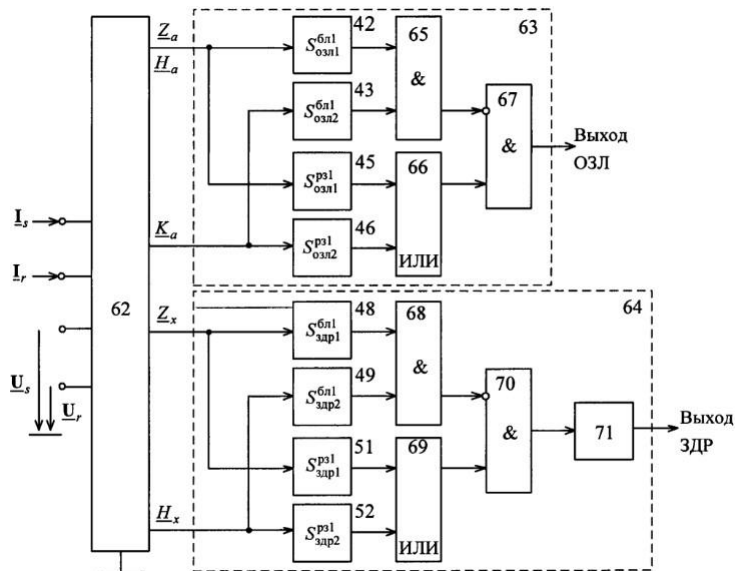 Z_a
H_a
S^бл1_озл1
42
65
&
63
S^бл1_озл2
43
67
&
Выход
ОЗЛ
S^рз1_озл1
45
66
ИЛИ
S^рз1_озл2
46
I_s
I_r
K_a
62
U_s
U_r
Z_x
S^бл1_здр1
48
68
&
64
S^бл1_здр2
49
70
&
71
Выход
ЗДР
S^рз1_здр1
51
69
ИЛИ
H_x
S^рз1_здр2
52